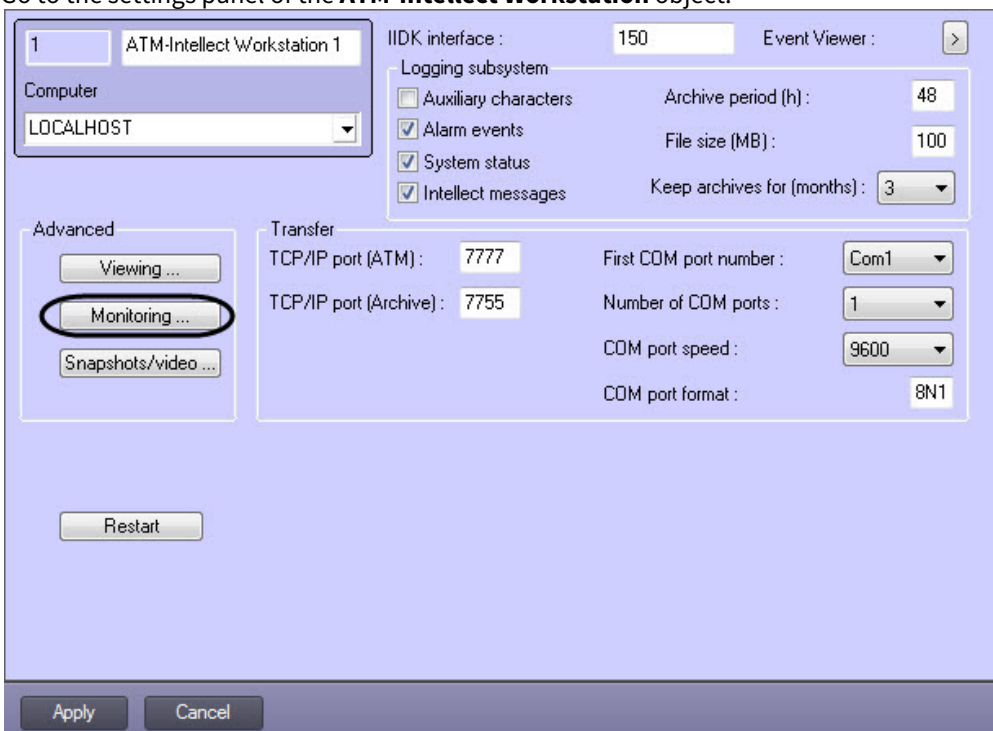 Go to the settings panel of the ATM-Intellect Workstation object.
1 ATM-Intellect Workstation 1
Computer
LOCALHOST
IIDK interface : 150 Event Viewer : >
Logging subsystem
Auxiliary characters Archive period (h) : 48
Alarm events File size (MB) : 100
System status
Intellect messages Keep archives for (months) : 3
Advanced
Viewing ...
Monitoring ...
Snapshots/video ...
Transfer
TCP/IP port (ATM) : 7777 First COM port number : Com1
TCP/IP port (Archive) : 7755 Number of COM ports : 1
COM port speed : 9600
COM port format : 8N1
Restart
Apply Cancel